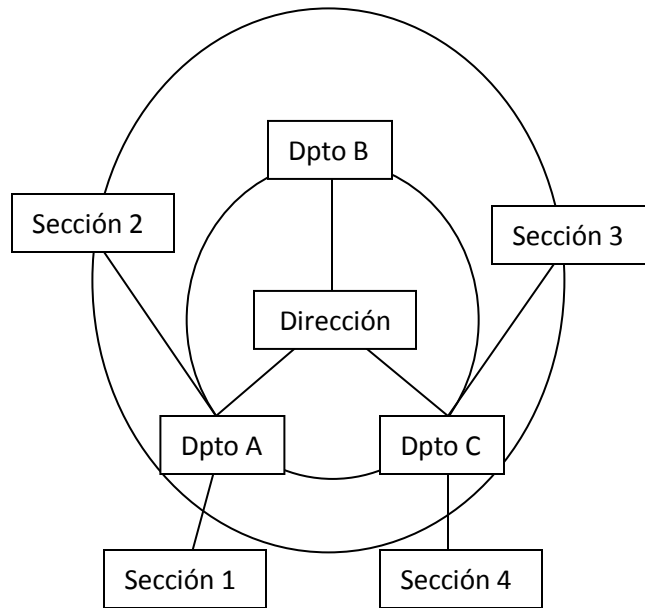 Dpto B
Sección 2
Sección 3
Dirección
Dpto A
Dpto C
Sección 1
Sección 4